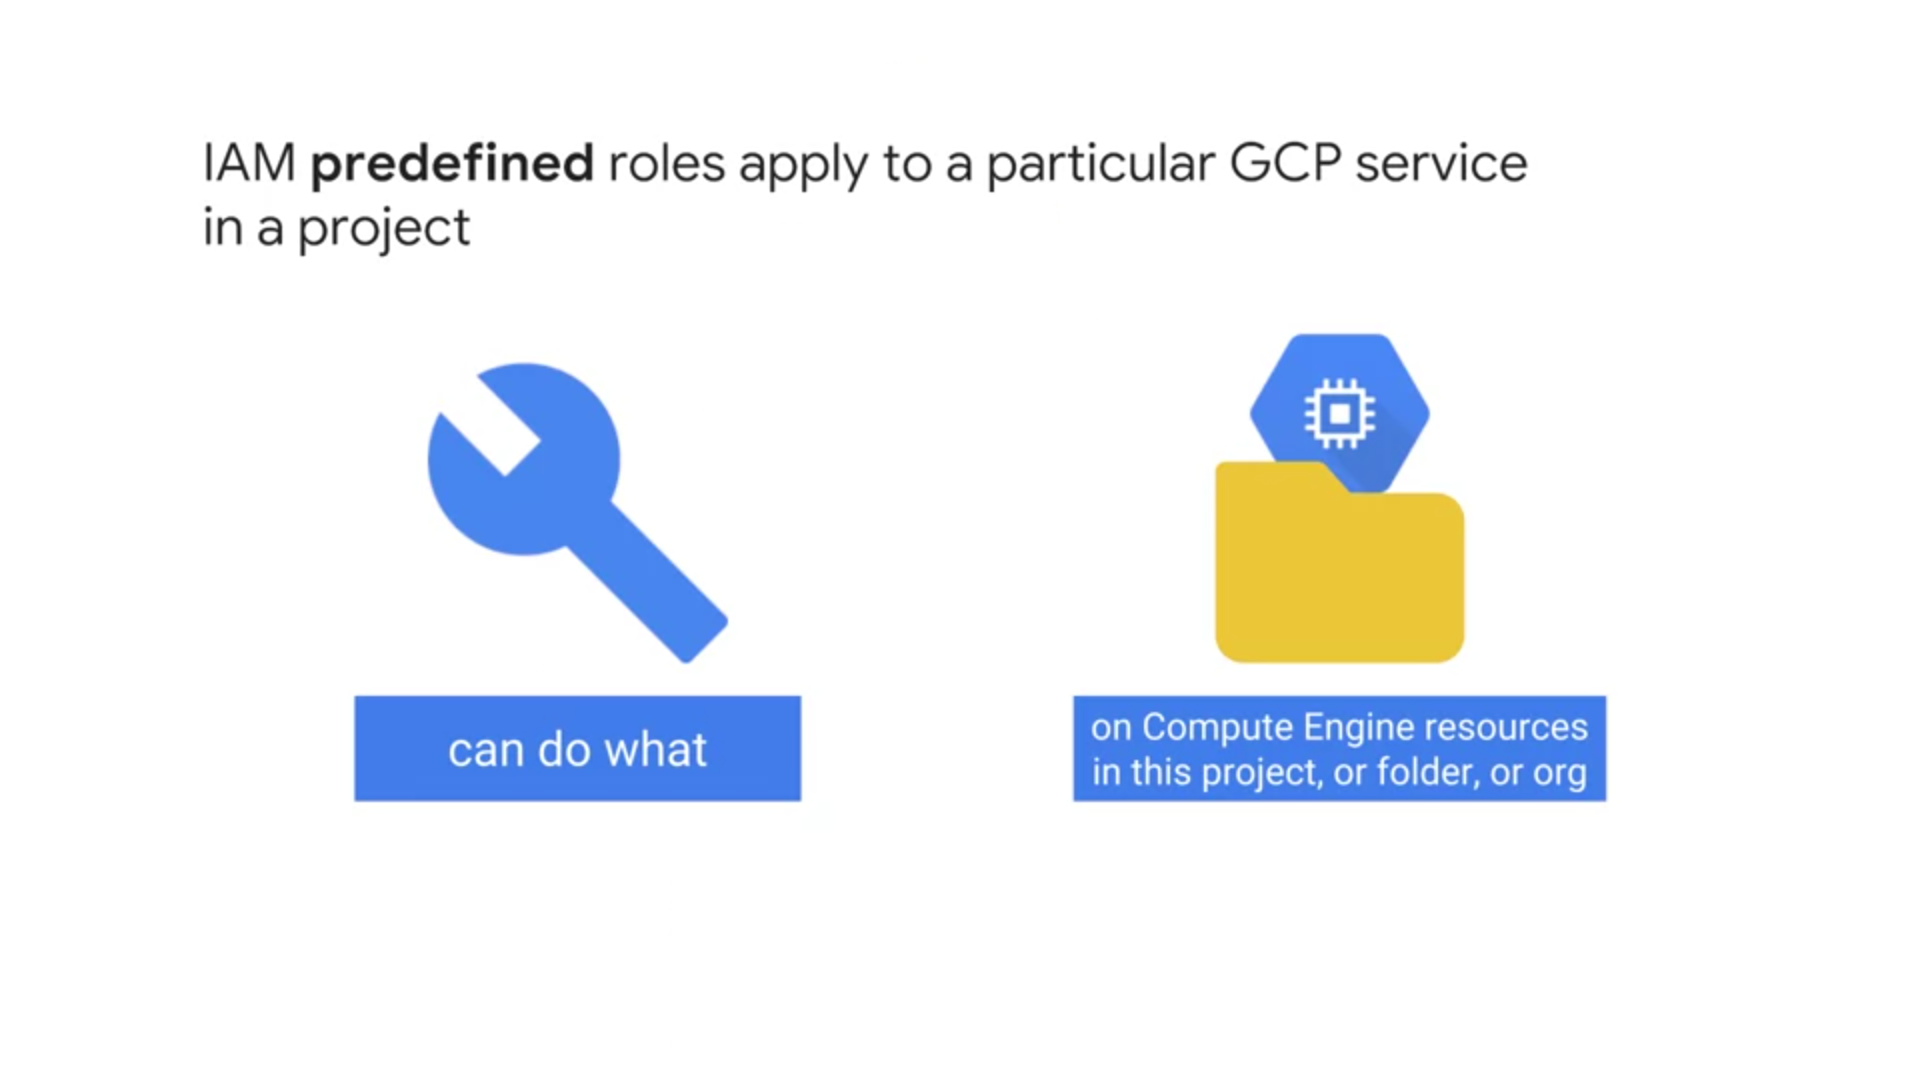 IAM predefined roles apply to a particular GCP service
in a project
can do what
on Compute Engine resources
in this project, or folder, or org